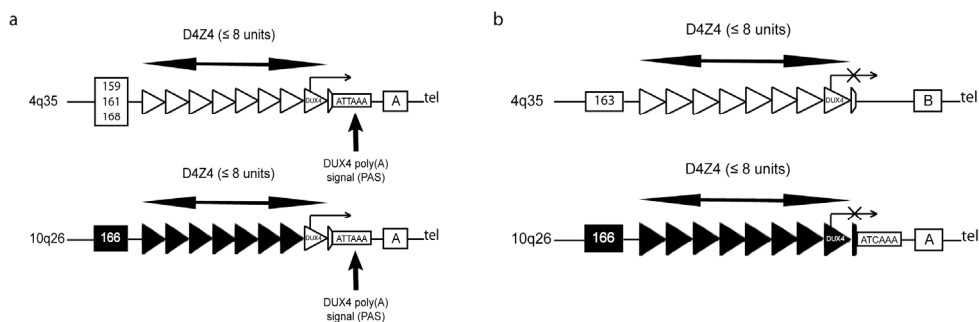 a
D4Z4 (≤ 8 units)
4q35
159
161
168
DUX4
ATTAAA
A
tel
DUX4 poly(A)
signal (PAS)
D4Z4 (≤ 8 units)
10q26
166
DUX4
ATTAAA
A
tel
DUX4 poly(A)
signal (PAS)
b
D4Z4 (≤ 8 units)
4q35
163
DUX4
B
tel
D4Z4 (≤ 8 units)
10q26
166
DUX4
ATCAAA
A
tel